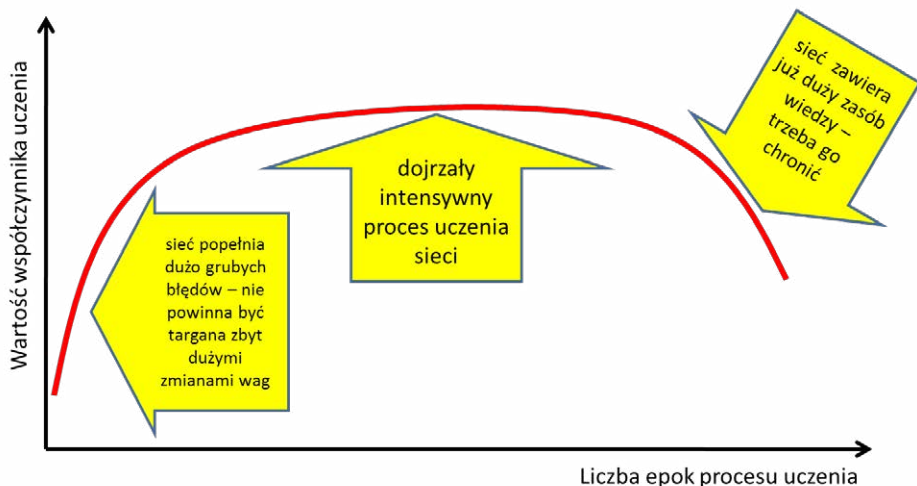 Wartość współczynnika uczenia
sieć zawiera
już duży zasób
wiedzy –
trzeba go
chronić
dojrzały
intensywny
proces uczenia
sieci
sieć popełnia
dużo grubych
błędów – nie
powinna być
targana zbyt
dużymi
zmianami wag
Liczba epok procesu uczenia